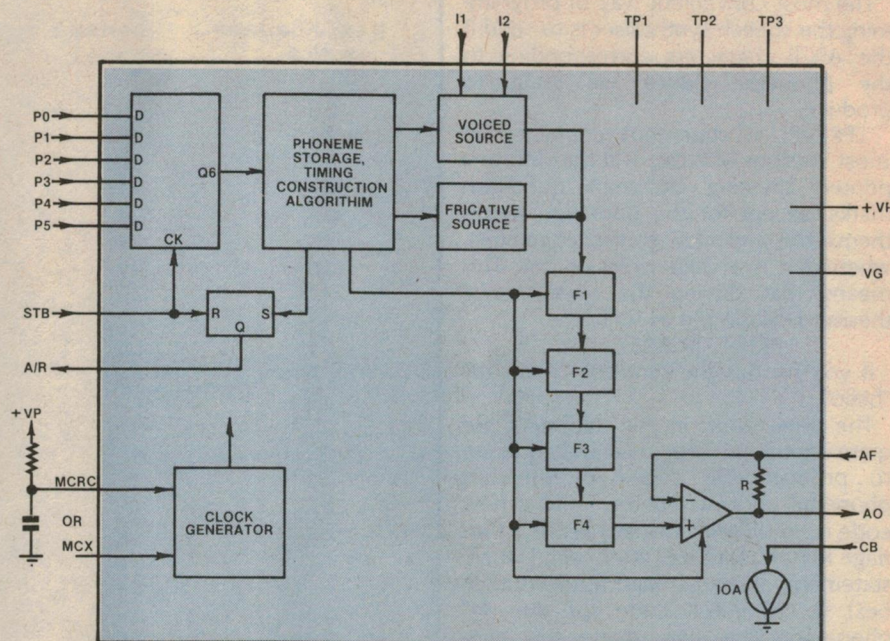 I1
I2
TP1
TP2
TP3
P0
P1
P2
P3
P4
P5
D
D
D
D
D
D
Q6
CK
PHONEME
STORAGE,
TIMING
CONSTRUCTION
ALGORITHIM
VOICED
SOURCE
FRICATIVE
SOURCE
VG
STB
R
S
Q
A/R
F1
F2
F3
F4
+VP
MCRC
OR
MCX
CLOCK
GENERATOR
−
+
R
AF
AO
CB
IOA